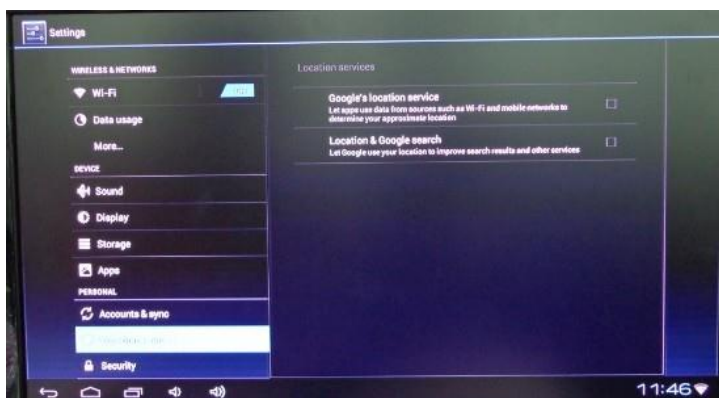 Settings
WIRELESS & NETWORKS
Wi-Fi
Data usage
More...
DEVICE
Sound
Display
Storage
Apps
PERSONAL
Accounts & sync
Security
Location services
Google's location service
Let apps use data from sources such as Wi-Fi and mobile networks to
determine your approximate location
Location & Google search
Let Google use your location to improve search results and other services
11:46